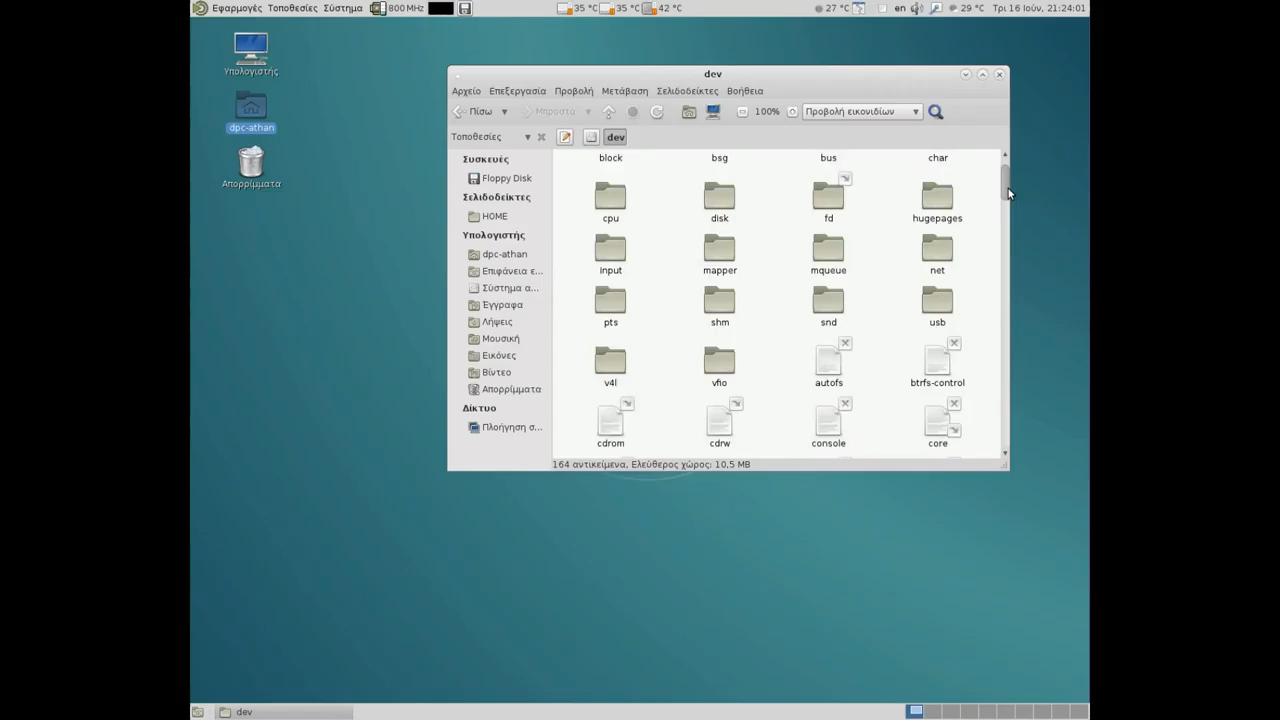 Εφαρμογές Τοποθεσίες Σύστημα 800 MHz 35 °C 35 °C 42 °C 27 °C en 29 °C Τρι 16 Ιούν, 21:24:01
Υπολογιστής
dpc-athan
Απορρίμματα
dev
Αρχείο Επεξεργασία Προβολή Μετάβαση Σελιδοδείκτες Βοήθεια
Πίσω Μπροστά 100% Προβολή εικονιδίων
Τοποθεσίες dev
Συσκευές
Floppy Disk
Σελιδοδείκτες
HOME
Υπολογιστής
dpc-athan
Επιφάνεια ε...
Σύστημα α...
Έγγραφα
Λήψεις
Μουσική
Εικόνες
Βίντεο
Απορρίμματα
Δίκτυο
Πλοήγηση σ...
block bsg bus char
cpu disk fd hugepages
input mapper mqueue net
pts shm snd usb
v4l vfio autofs btrfs-control
cdrom cdrw console core
164 αντικείμενα, Ελεύθερος χώρος: 10,5 MB
dev